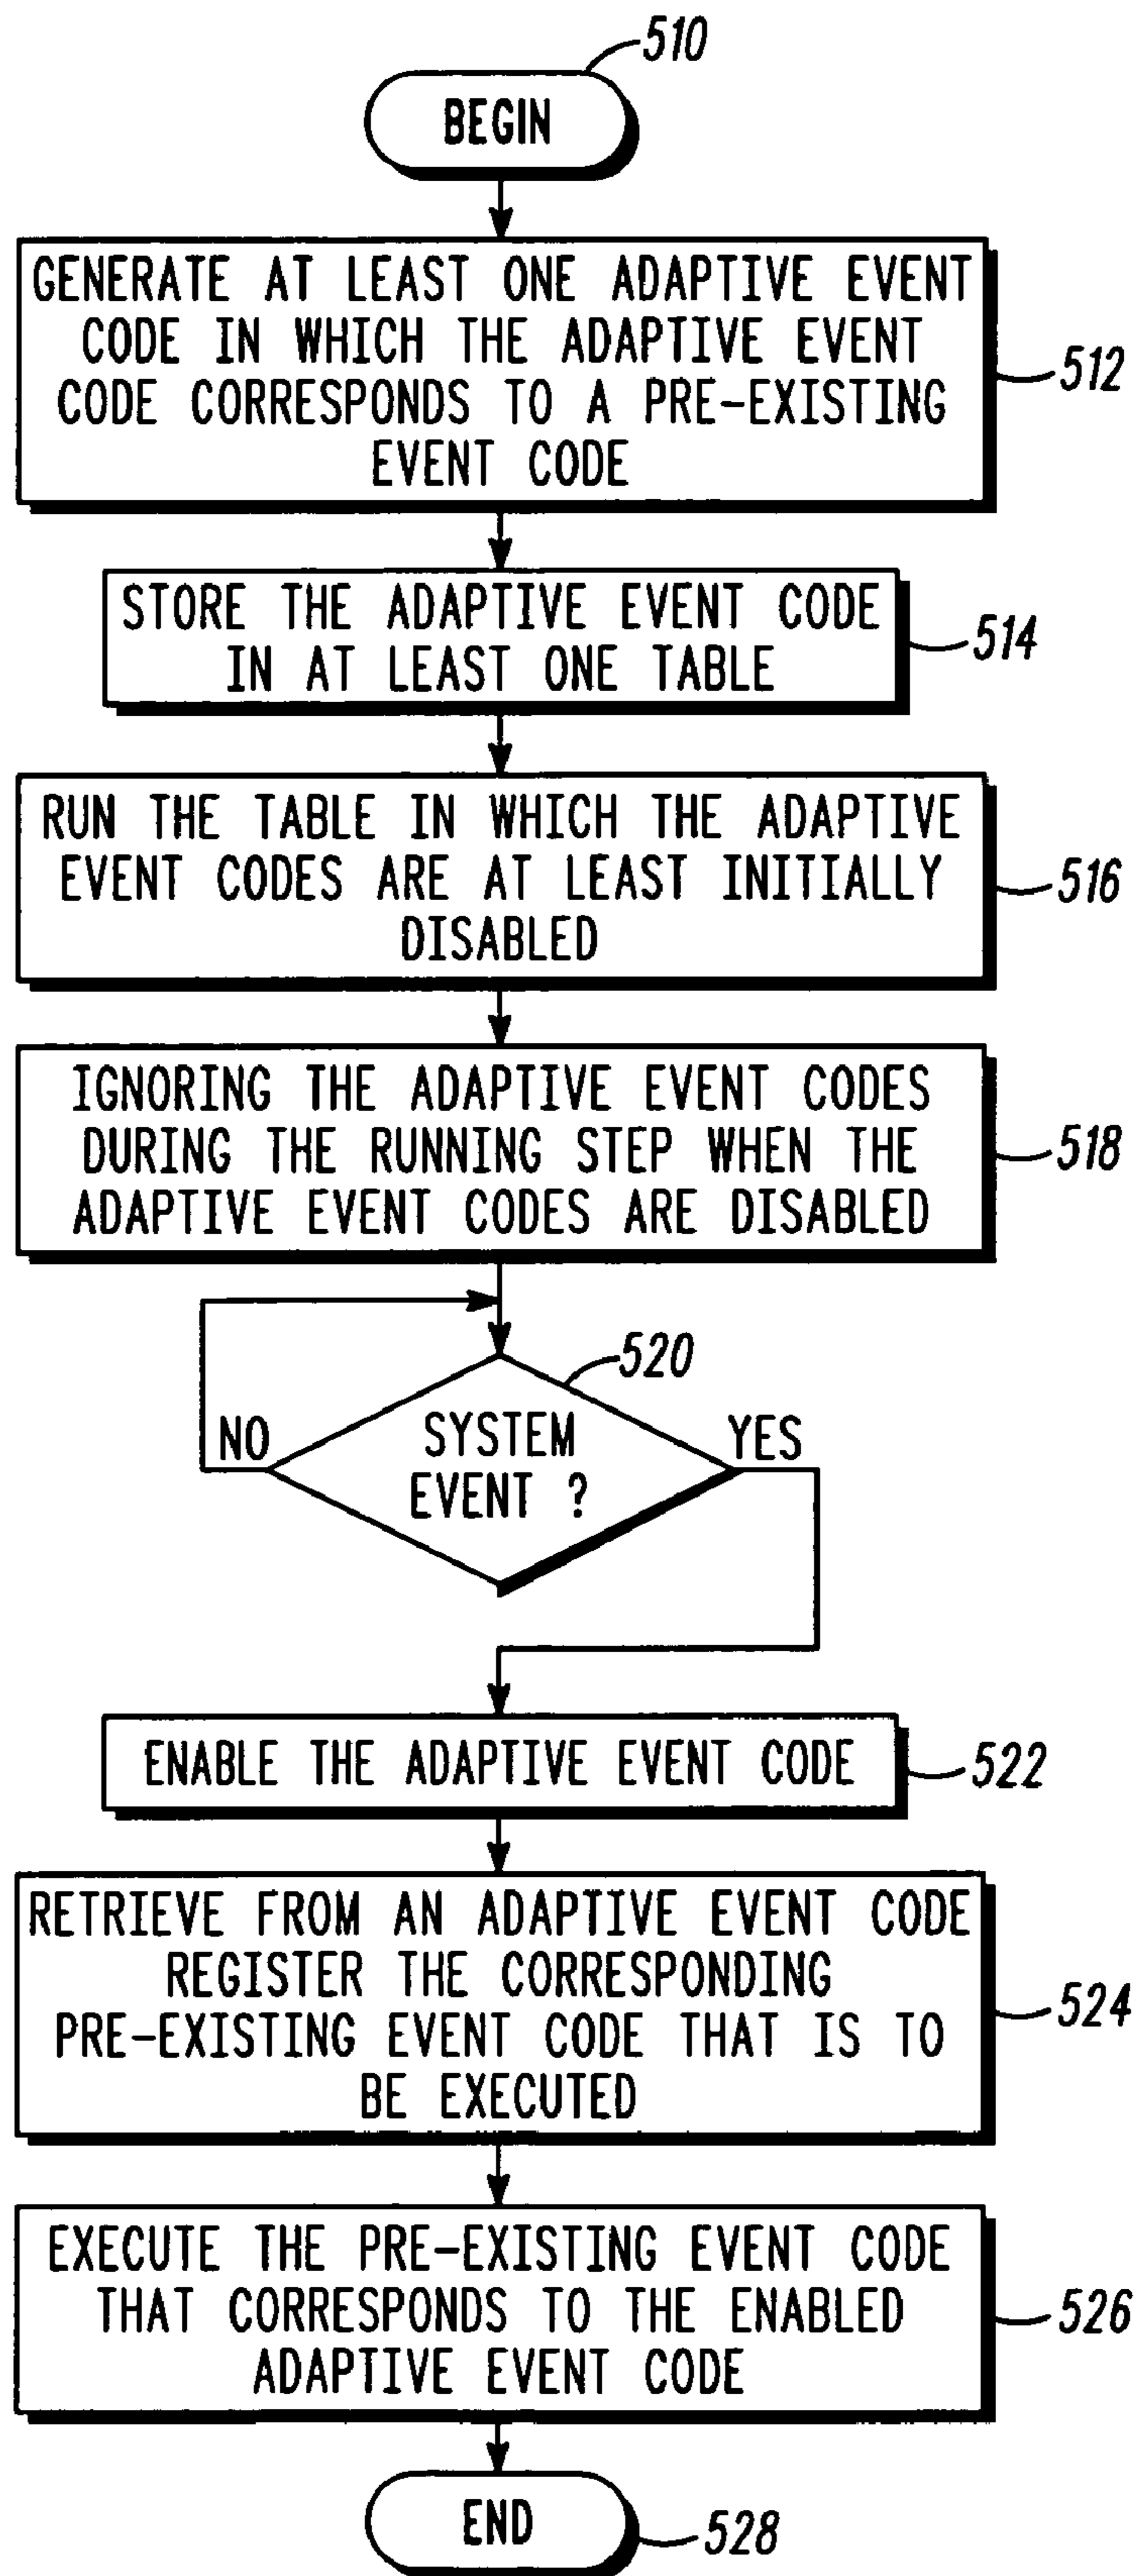 510
BEGIN
GENERATE AT LEAST ONE ADAPTIVE EVENT
CODE IN WHICH THE ADAPTIVE EVENT
CODE CORRESPONDS TO A PRE-EXISTING
EVENT CODE
512
STORE THE ADAPTIVE EVENT CODE
IN AT LEAST ONE TABLE
514
RUN THE TABLE IN WHICH THE ADAPTIVE
EVENT CODES ARE AT LEAST INITIALLY
DISABLED
516
IGNORING THE ADAPTIVE EVENT CODES
DURING THE RUNNING STEP WHEN THE
ADAPTIVE EVENT CODES ARE DISABLED
518
520
NO
SYSTEM
EVENT ?
YES
ENABLE THE ADAPTIVE EVENT CODE
522
RETRIEVE FROM AN ADAPTIVE EVENT CODE
REGISTER THE CORRESPONDING
PRE-EXISTING EVENT CODE THAT IS TO
BE EXECUTED
524
EXECUTE THE PRE-EXISTING EVENT CODE
THAT CORRESPONDS TO THE ENABLED
ADAPTIVE EVENT CODE
526
END
528